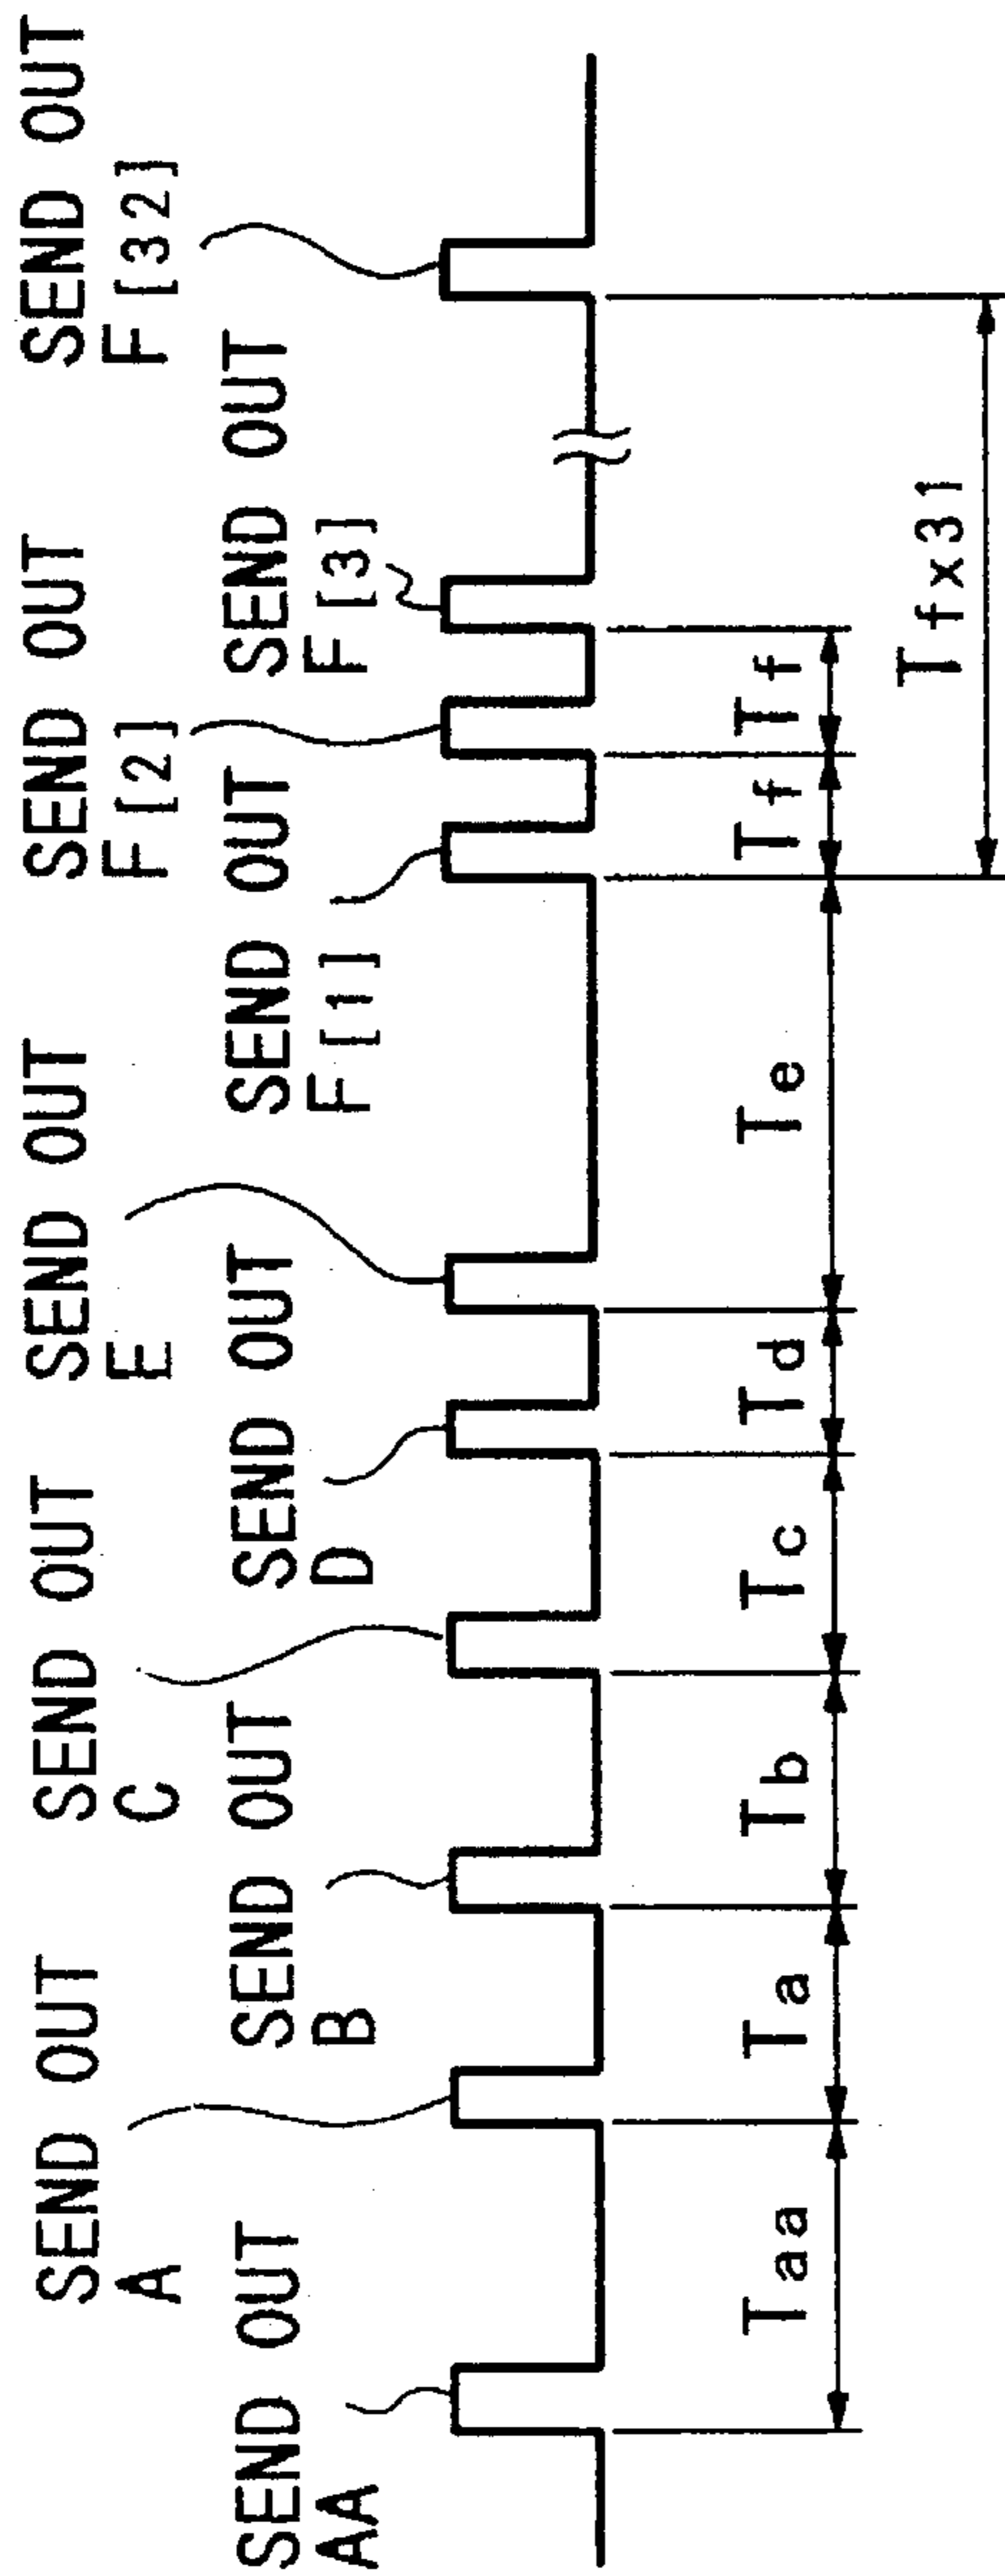 SEND OUT
AA
SEND OUT
A
SEND OUT
B
SEND OUT
C
SEND OUT
D
SEND OUT
E
SEND OUT
F [1]
SEND OUT
F [2]
SEND OUT
F [3]
SEND OUT
F [32]
Taa
Ta
Tb
Tc
Td
Te
Tf
Tf
Tfx31